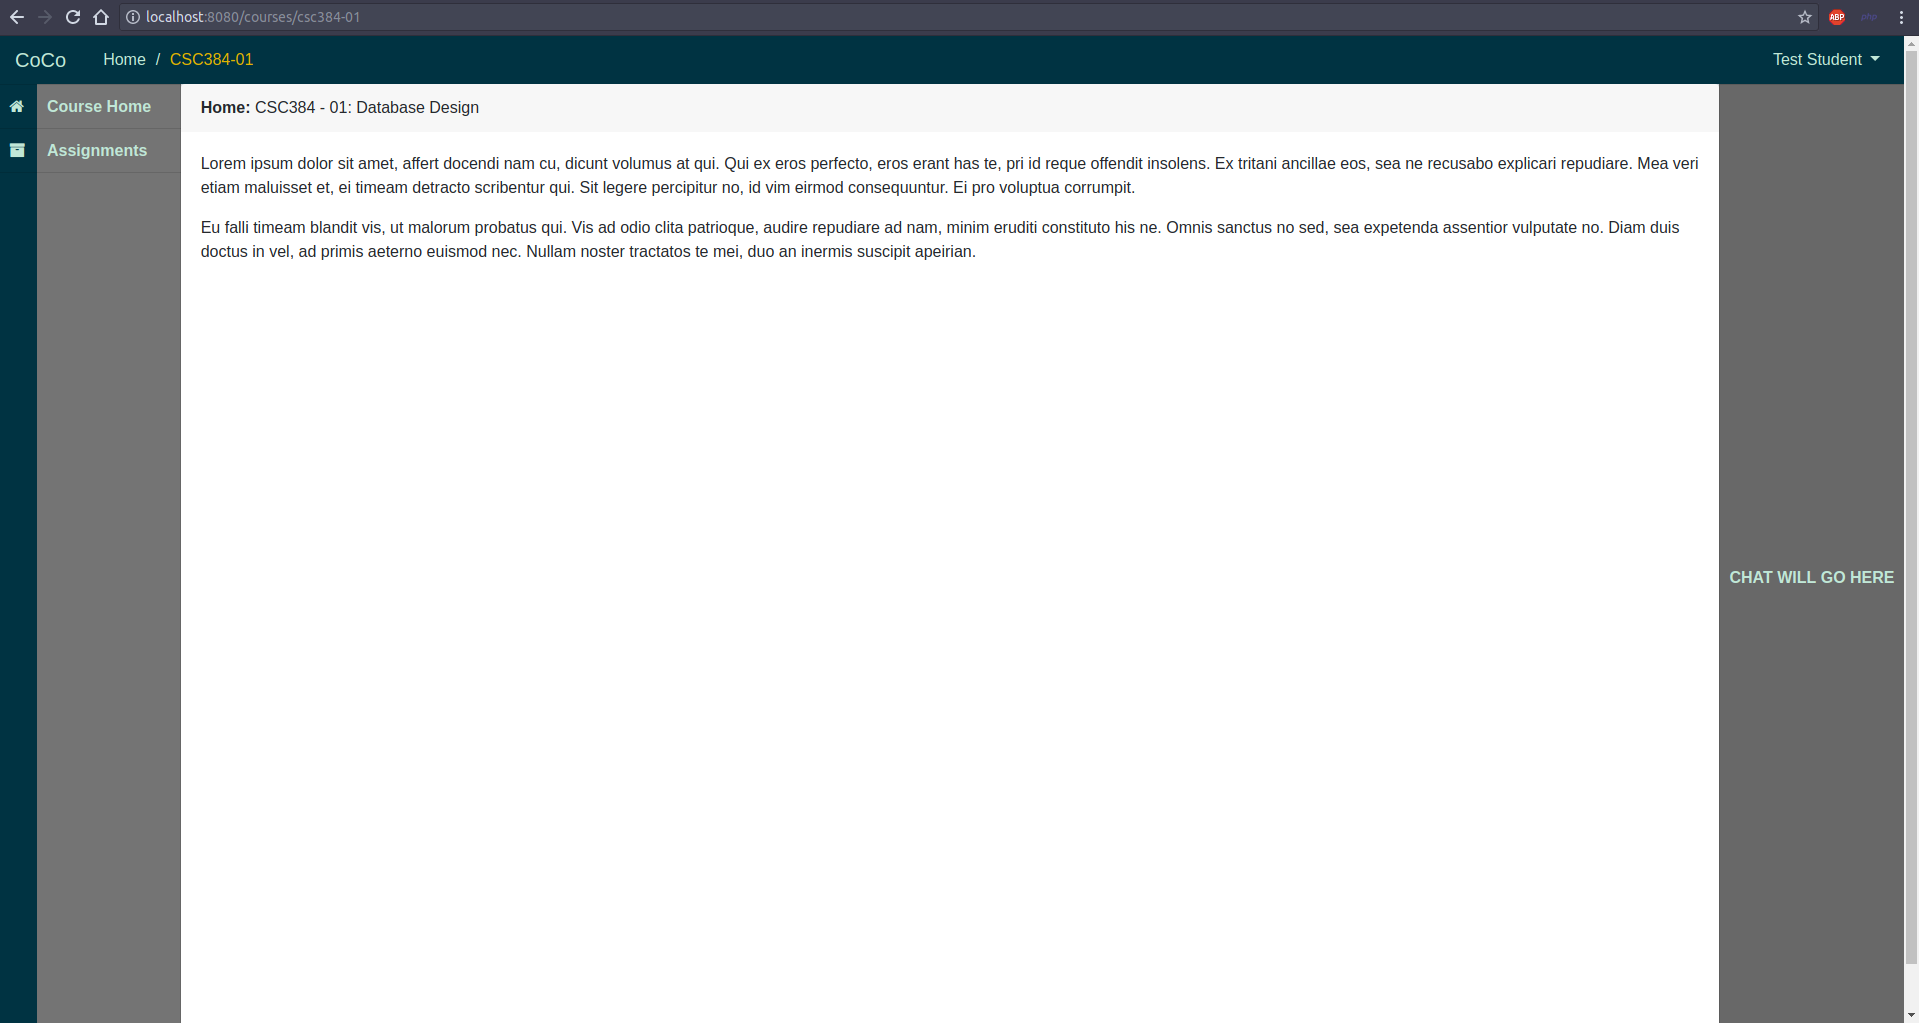 localhost:8080/courses/csc384-01
ABP
php
CoCo
Home / CSC384-01
Test Student
Course Home
Assignments
Home: CSC384 - 01: Database Design
Lorem ipsum dolor sit amet, affert docendi nam cu, dicunt volumus at qui. Qui ex eros perfecto, eros erant has te, pri id reque offendit insolens. Ex tritani ancillae eos, sea ne recusabo explicari repudiare. Mea veri
etiam maluisset et, ei timeam detracto scribentur qui. Sit legere percipitur no, id vim eirmod consequuntur. Ei pro voluptua corrumpit.
Eu falli timeam blandit vis, ut malorum probatus qui. Vis ad odio clita patrioque, audire repudiare ad nam, minim eruditi constituto his ne. Omnis sanctus no sed, sea expetenda assentior vulputate no. Diam duis
doctus in vel, ad primis aeterno euismod nec. Nullam noster tractatos te mei, duo an inermis suscipit apeirian.
CHAT WILL GO HERE